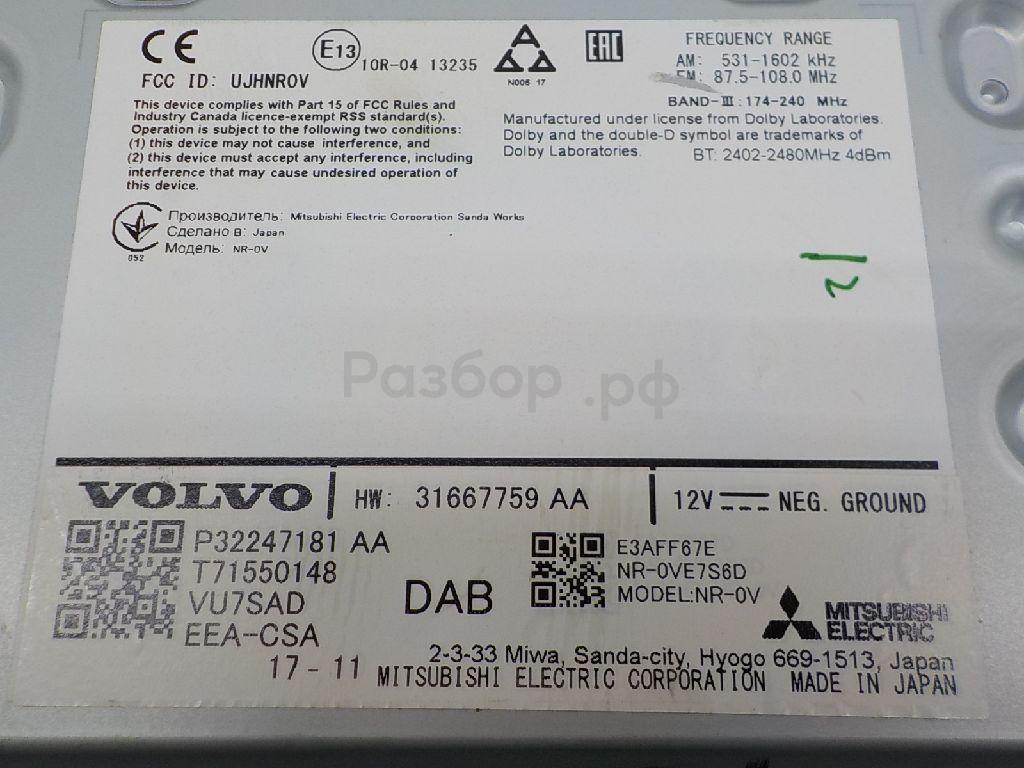 CE
E13
10R-04 13235
N006 17
EAC
FCC ID: UJHNR0V
FREQUENCY RANGE
AM: 531-1602 kHz
FM: 87.5-108.0 MHz
BAND-III: 174-240 MHz
This device complies with Part 15 of FCC Rules and
Industry Canada licence-exempt RSS standard(s).
Operation is subject to the following two conditions:
(1) this device may not cause interference, and
(2) this device must accept any interference, including
interference that may cause undesired operation of
this device.
Manufactured under license from Dolby Laboratories.
Dolby and the double-D symbol are trademarks of
Dolby Laboratories.
BT: 2402-2480MHz 4dBm
Производитель: Mitsubishi Electric Corporation Sanda Works
Сделано в: Japan
Модель: NR-0V
052
Разбор.рф
VOLVO
HW: 31667759 AA
12V NEG. GROUND
P32247181 AA
T71550148
VU7SAD
EEA-CSA
17-11
DAB
E3AFF67E
NR-0VE7S6D
MODEL:NR-0V
MITSUBISHI
ELECTRIC
2-3-33 Miwa, Sanda-city, Hyogo 669-1513, Japan
MITSUBISHI ELECTRIC CORPORATION MADE IN JAPAN